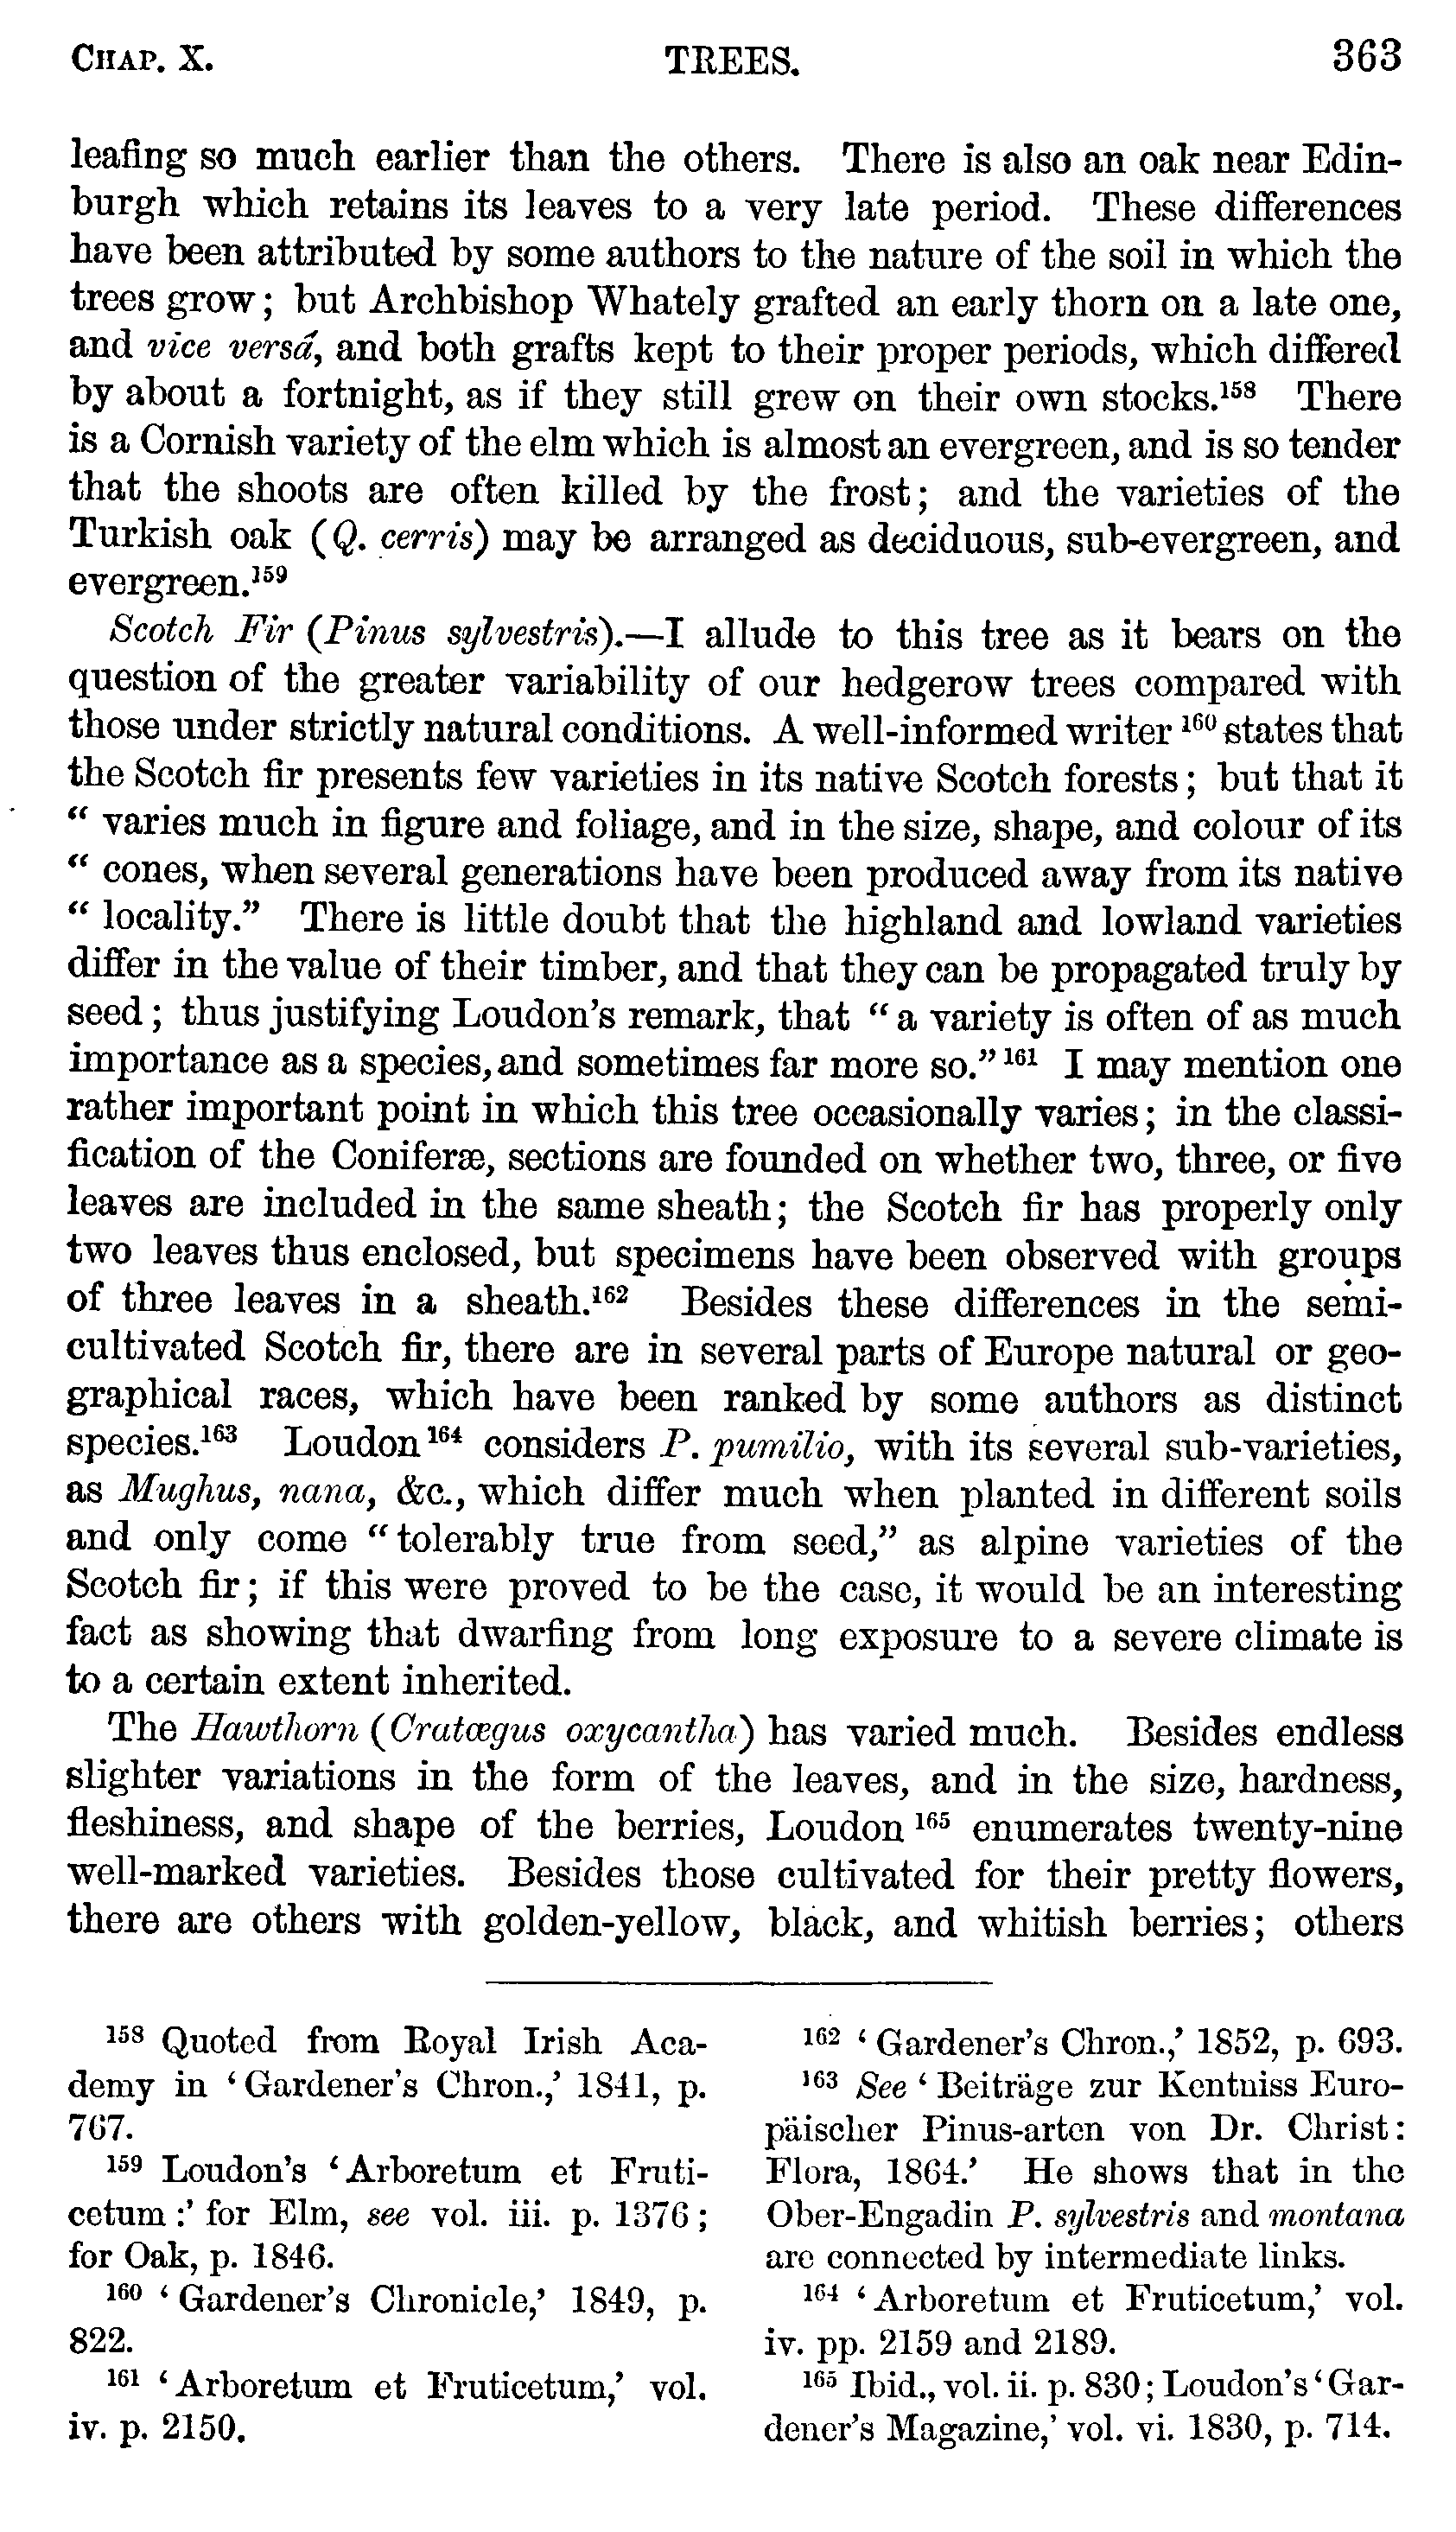 CHAP. X. TREES. 363
leafing so much earlier than the others. There is also an oak near Edin-
burgh which retains its leaves to a very late period. These differences
have been attributed by some authors to the nature of the soil in which the
trees grow; but Archbishop Whately grafted an early thorn on a late one,
and vice versâ, and both grafts kept to their proper periods, which differed
by about a fortnight, as if they still grew on their own stocks.¹⁵⁸ There
is a Cornish variety of the elm which is almost an evergreen, and is so tender
that the shoots are often killed by the frost; and the varieties of the
Turkish oak (Q. cerris) may be arranged as deciduous, sub-evergreen, and
evergreen.¹⁵⁹
Scotch Fir (Pinus sylvestris).—I allude to this tree as it bears on the
question of the greater variability of our hedgerow trees compared with
those under strictly natural conditions. A well-informed writer ¹⁶⁰ states that
the Scotch fir presents few varieties in its native Scotch forests; but that it
“ varies much in figure and foliage, and in the size, shape, and colour of its
“ cones, when several generations have been produced away from its native
“ locality.” There is little doubt that the highland and lowland varieties
differ in the value of their timber, and that they can be propagated truly by
seed; thus justifying Loudon’s remark, that “a variety is often of as much
importance as a species, and sometimes far more so.” ¹⁶¹ I may mention one
rather important point in which this tree occasionally varies; in the classi-
fication of the Coniferæ, sections are founded on whether two, three, or five
leaves are included in the same sheath; the Scotch fir has properly only
two leaves thus enclosed, but specimens have been observed with groups
of three leaves in a sheath.¹⁶² Besides these differences in the semi-
cultivated Scotch fir, there are in several parts of Europe natural or geo-
graphical races, which have been ranked by some authors as distinct
species.¹⁶³ Loudon ¹⁶⁴ considers P. pumilio, with its several sub-varieties,
as Mughus, nana, &c., which differ much when planted in different soils
and only come “tolerably true from seed,” as alpine varieties of the
Scotch fir; if this were proved to be the case, it would be an interesting
fact as showing that dwarfing from long exposure to a severe climate is
to a certain extent inherited.
The Hawthorn (Cratægus oxycantha) has varied much. Besides endless
slighter variations in the form of the leaves, and in the size, hardness,
fleshiness, and shape of the berries, Loudon ¹⁶⁵ enumerates twenty-nine
well-marked varieties. Besides those cultivated for their pretty flowers,
there are others with golden-yellow, black, and whitish berries; others
¹⁵⁸ Quoted from Royal Irish Aca-
demy in ‘Gardener’s Chron.,’ 1841, p.
767.
¹⁵⁹ Loudon’s ‘Arboretum et Fruti-
cetum:’ for Elm, see vol. iii. p. 1376;
for Oak, p. 1846.
¹⁶⁰ ‘Gardener’s Chronicle,’ 1849, p.
822.
¹⁶¹ ‘Arboretum et Fruticetum,’ vol.
iv. p. 2150.
¹⁶² ‘Gardener’s Chron.,’ 1852, p. 693.
¹⁶³ See ‘Beiträge zur Kentniss Euro-
päischer Pinus-arten von Dr. Christ:
Flora, 1864.’ He shows that in the
Ober-Engadin P. sylvestris and montana
are connected by intermediate links.
¹⁶⁴ ‘Arboretum et Fruticetum,’ vol.
iv. pp. 2159 and 2189.
¹⁶⁵ Ibid., vol. ii. p. 830; Loudon’s ‘Gar-
dener’s Magazine,’ vol. vi. 1830, p. 714.